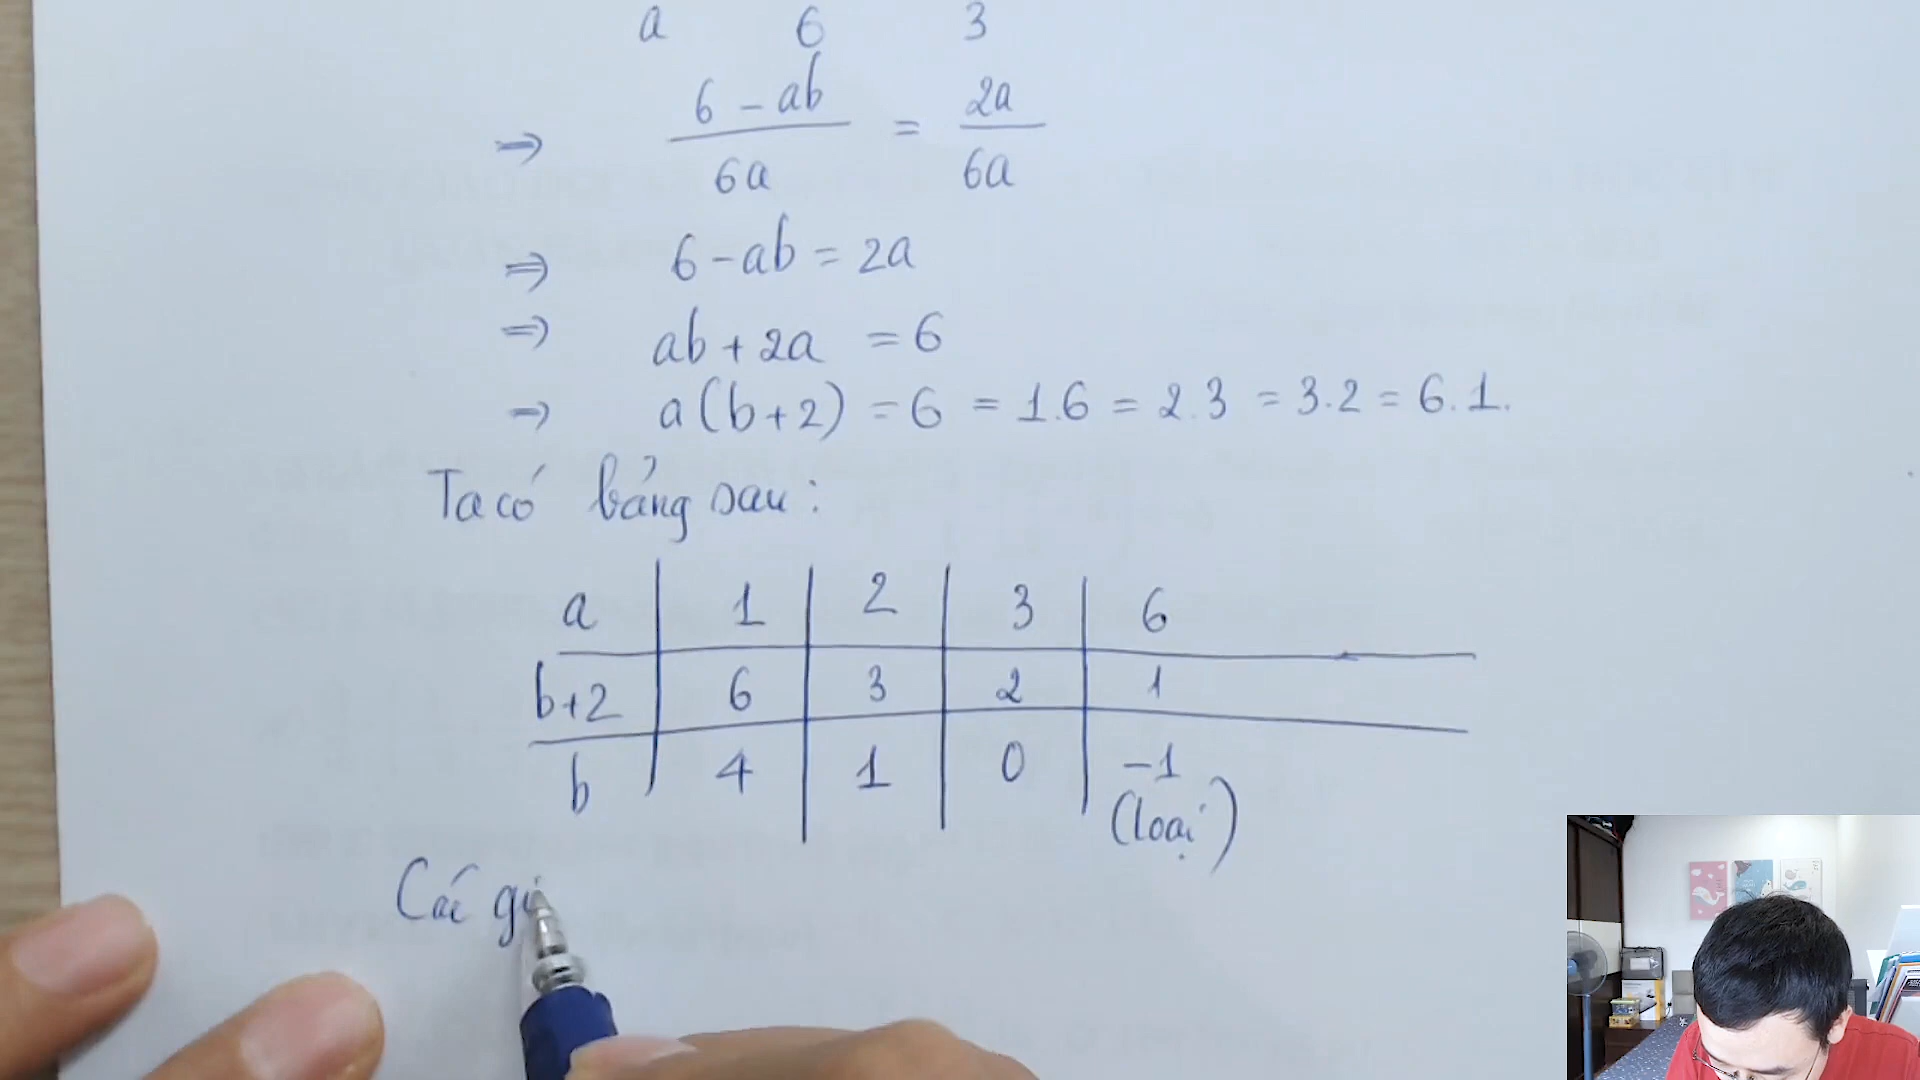 a 6 3
⇒ (6 - ab)/(6a) = (2a)/(6a)
⇒ 6 - ab = 2a
⇒ ab + 2a = 6
⇒ a(b+2) = 6 = 1.6 = 2.3 = 3.2 = 6.1.
Ta có bảng sau:
a | 1 | 2 | 3 | 6
b+2 | 6 | 3 | 2 | 1
b | 4 | 1 | 0 | -1
(loại)
Các gi